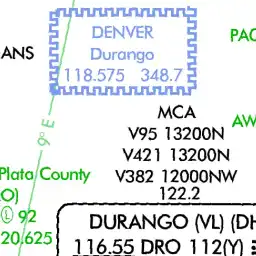 DENVER
Durango
118.575 348.7
ANS
PAC
9° E
MCA
V95 13200N
AW
V421 13200N
Plata County
V382 12000NW
O)
122.2
Ⓛ 92
DURANGO (VL) (DH
20.625
116.55 DRO 112(Y)